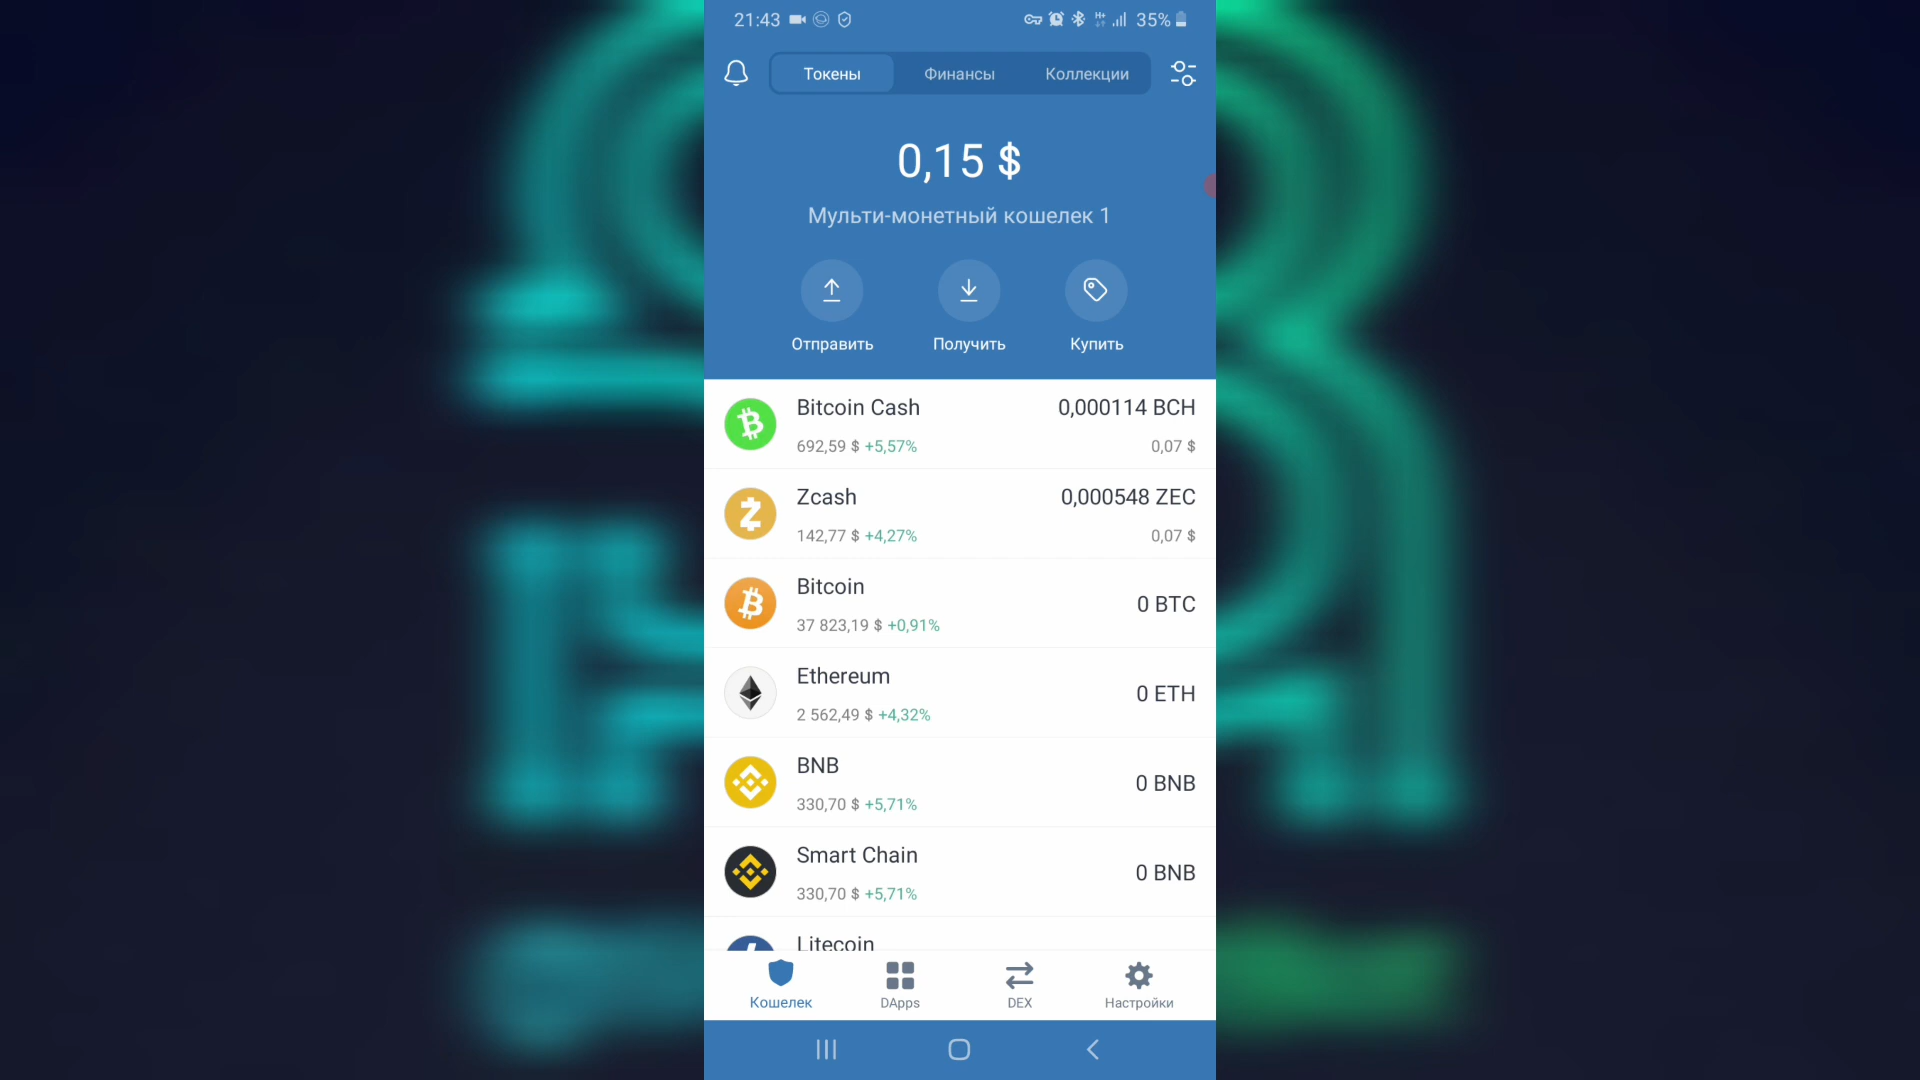 21:43 35%
Токены Финансы Коллекции
0,15 $
Мульти-монетный кошелек 1
Отправить Получить Купить
Bitcoin Cash 0,000114 BCH
692,59 $ +5,57% 0,07 $
Zcash 0,000548 ZEC
142,77 $ +4,27% 0,07 $
Bitcoin
0 BTC
37 823,19 $ +0,91%
Ethereum
0 ETH
2 562,49 $ +4,32%
BNB
0 BNB
330,70 $ +5,71%
Smart Chain
0 BNB
330,70 $ +5,71%
Litecoin
Кошелек DApps DEX Настройки